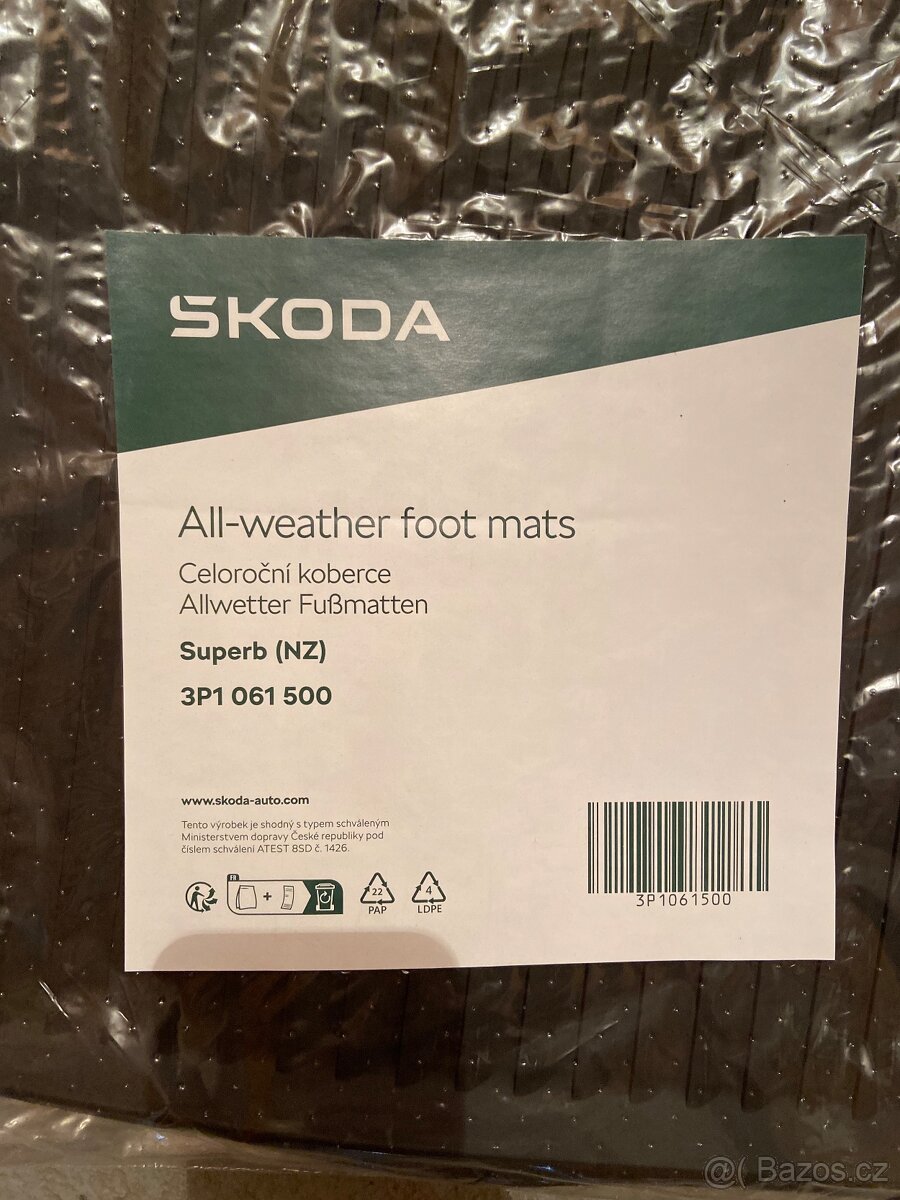 ŠKODA
All-weather foot mats
Celoroční koberce
Allwetter Fußmatten
Superb (NZ)
3P1 061 500
www.skoda-auto.com
Tento výrobek je shodný s typem schváleným
Ministerstvem dopravy České republiky pod
číslem schválení ATEST 8SD č. 1426.
FR
+
22
PAP
4
LDPE
3P1061500
@( Bazos.cz